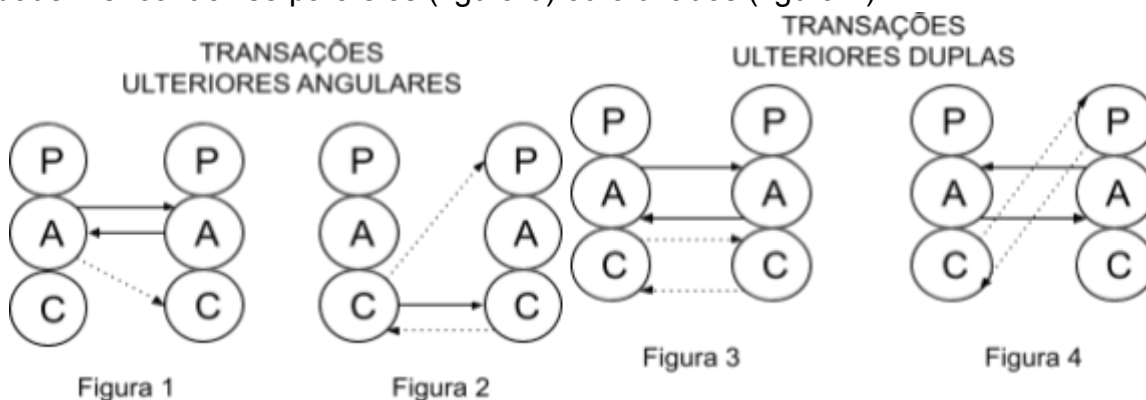 TRANSAÇÕES
ULTERIORES ANGULARES
P P
A A
C C
Figura 1
P P
A A
C C
Figura 2
TRANSAÇÕES
ULTERIORES DUPLAS
P P
A A
C C
Figura 3
P P
A A
C C
Figura 4